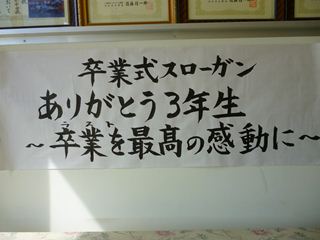 卒業式スローガン
ありがとう3年生
～卒業を最高の感動に～